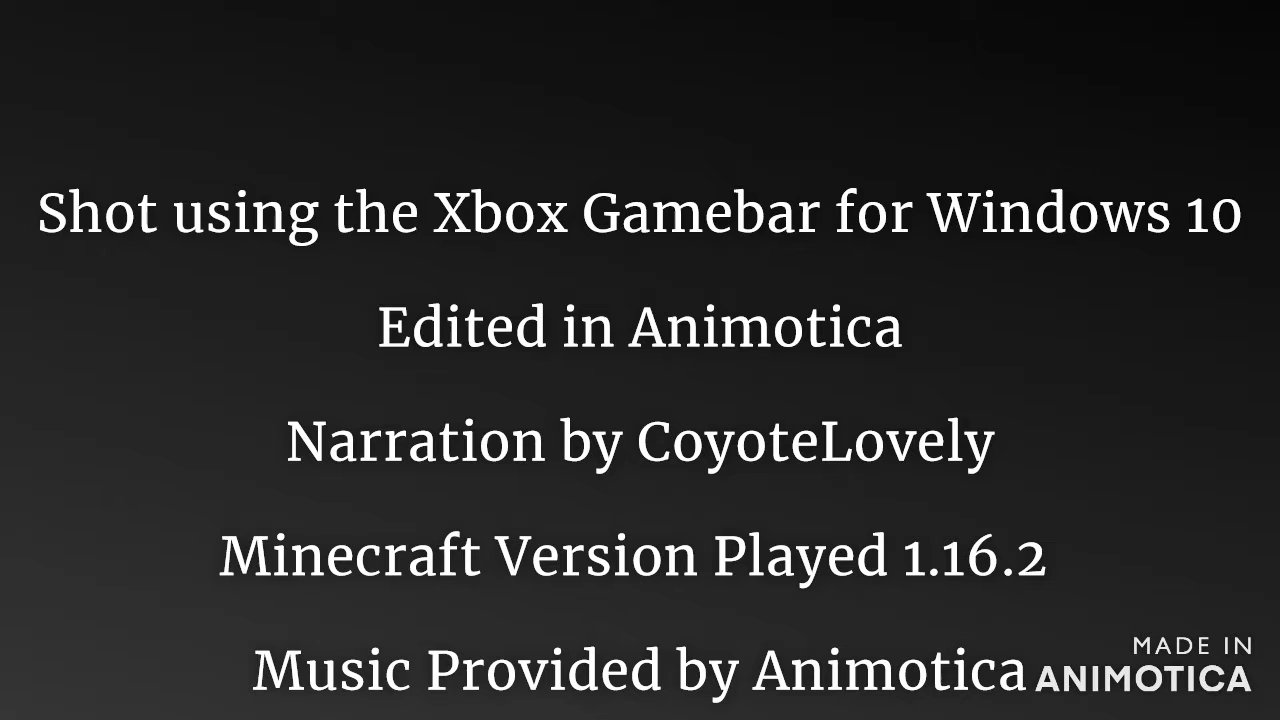 Shot using the Xbox Gamebar for Windows 10
Edited in Animotica
Narration by CoyoteLovely
Minecraft Version Played 1.16.2
Music Provided by Animotica
MADE IN
ANIMOTICA